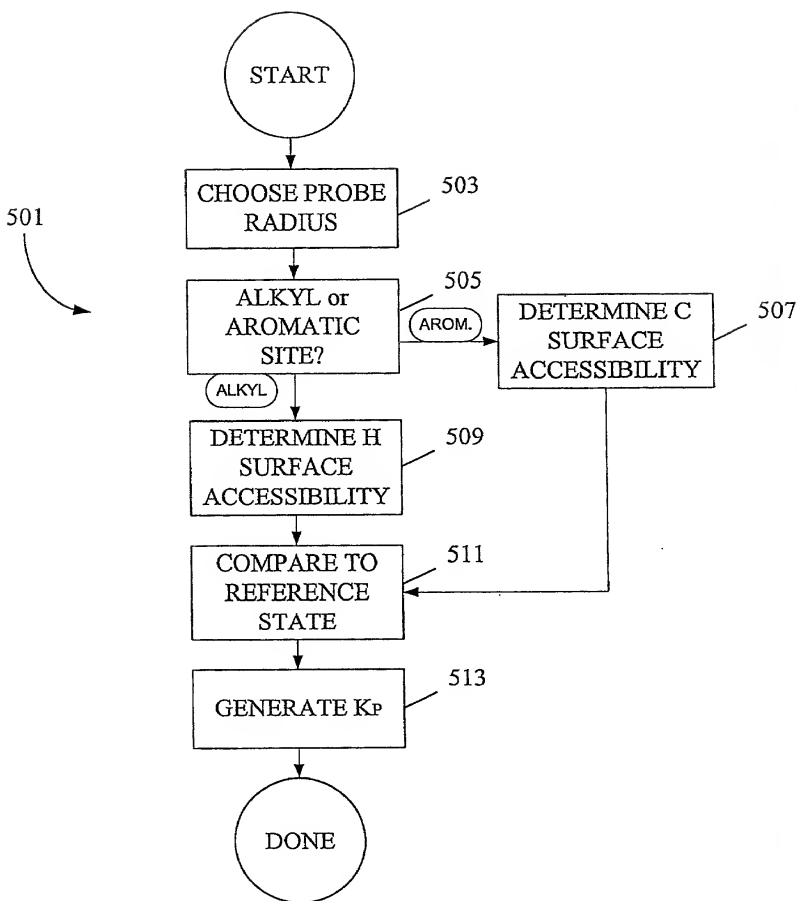 START
CHOOSE PROBE
RADIUS
503
501
ALKYL or
AROMATIC
SITE?
505
AROM.
DETERMINE C
SURFACE
ACCESSIBILITY
507
ALKYL
DETERMINE H
SURFACE
ACCESSIBILITY
509
COMPARE TO
REFERENCE
STATE
511
GENERATE KP
513
DONE